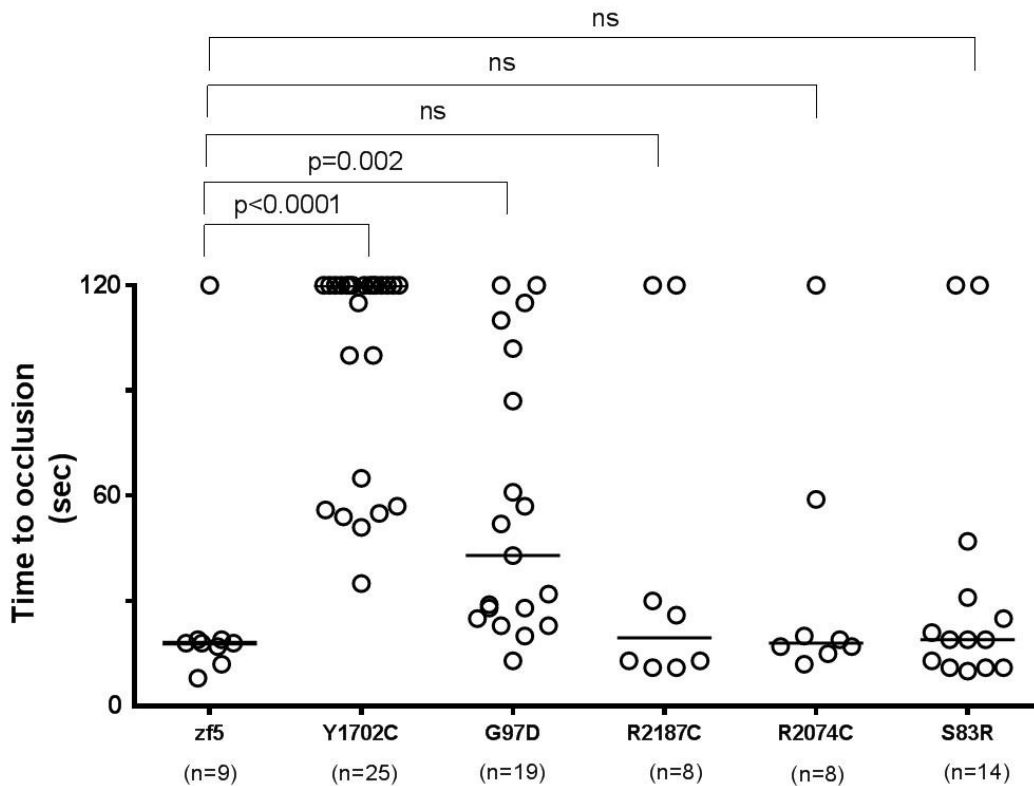 ns
ns
ns
p=0.002
p<0.0001
120
60
0
Time to occlusion
(sec)
zf5 Y1702C G97D R2187C R2074C S83R
(n=9) (n=25) (n=19) (n=8) (n=8) (n=14)